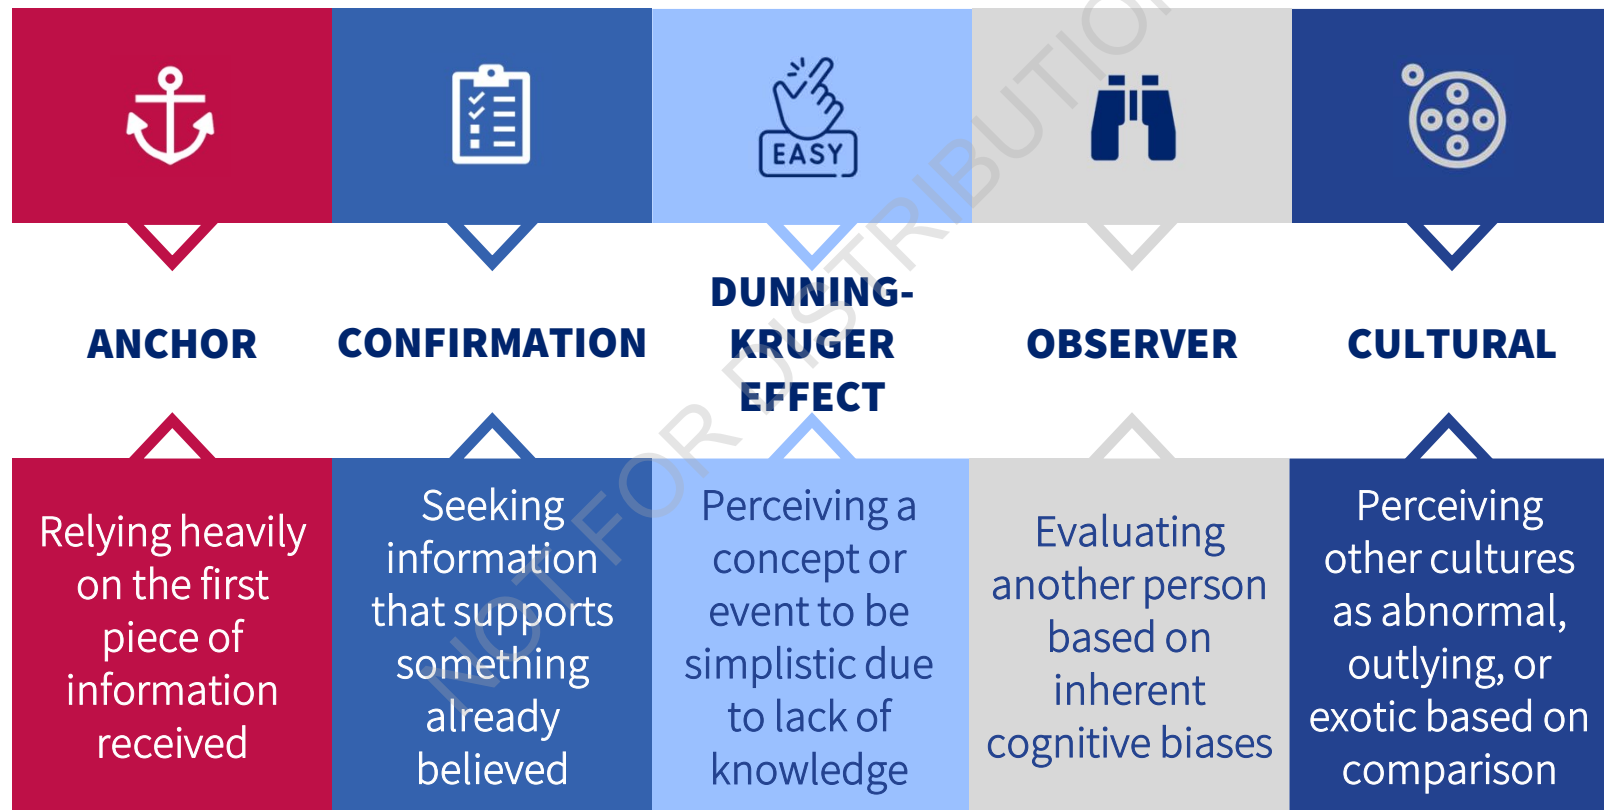 EASY
ANCHOR
CONFIRMATION
DUNNING-
KRUGER
EFFECT
OBSERVER
CULTURAL
Relying heavily
on the first
piece of
information
received
Seeking
information
that supports
something
already
believed
Perceiving a
concept or
event to be
simplistic due
to lack of
knowledge
Evaluating
another person
based on
inherent
cognitive biases
Perceiving
other cultures
as abnormal,
outlying, or
exotic based on
comparison
NOT FOR DISTRIBUTION